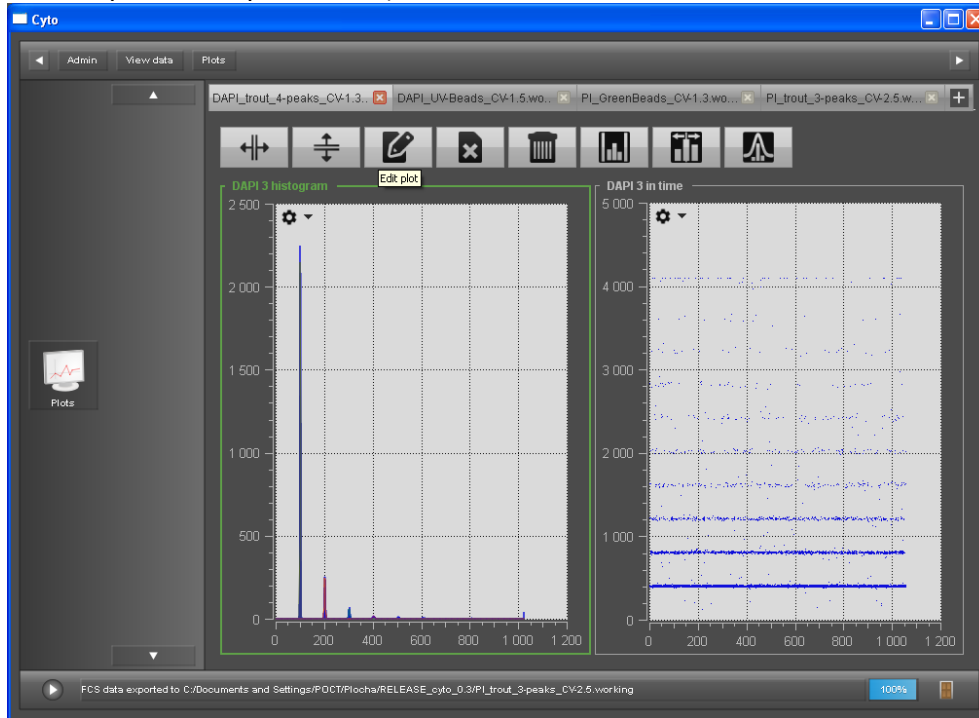 Cyto
Admin View data Plots
DAPI_trout_4-peaks_CV-1.3.. DAPI_UV-Beads_CV-1.5.wo.. PI_GreenBeads_CV-1.3.wo... PI_trout_3-peaks_CV-2.5.w...
Edit plot
DAPI 3 histogram
2 500
2 000
1 500
1 000
500
0
0 200 400 600 800 1 000 1 200
DAPI 3 in time
5 000
4 000
3 000
2 000
1 000
0
0 200 400 600 800 1 000 1 200
Plots
FCS data exported to C:/Documents and Settings/POCT/Plocha/RELEASE_cyto_0.3/PI_trout_3-peaks_CV-2.5.working
100%